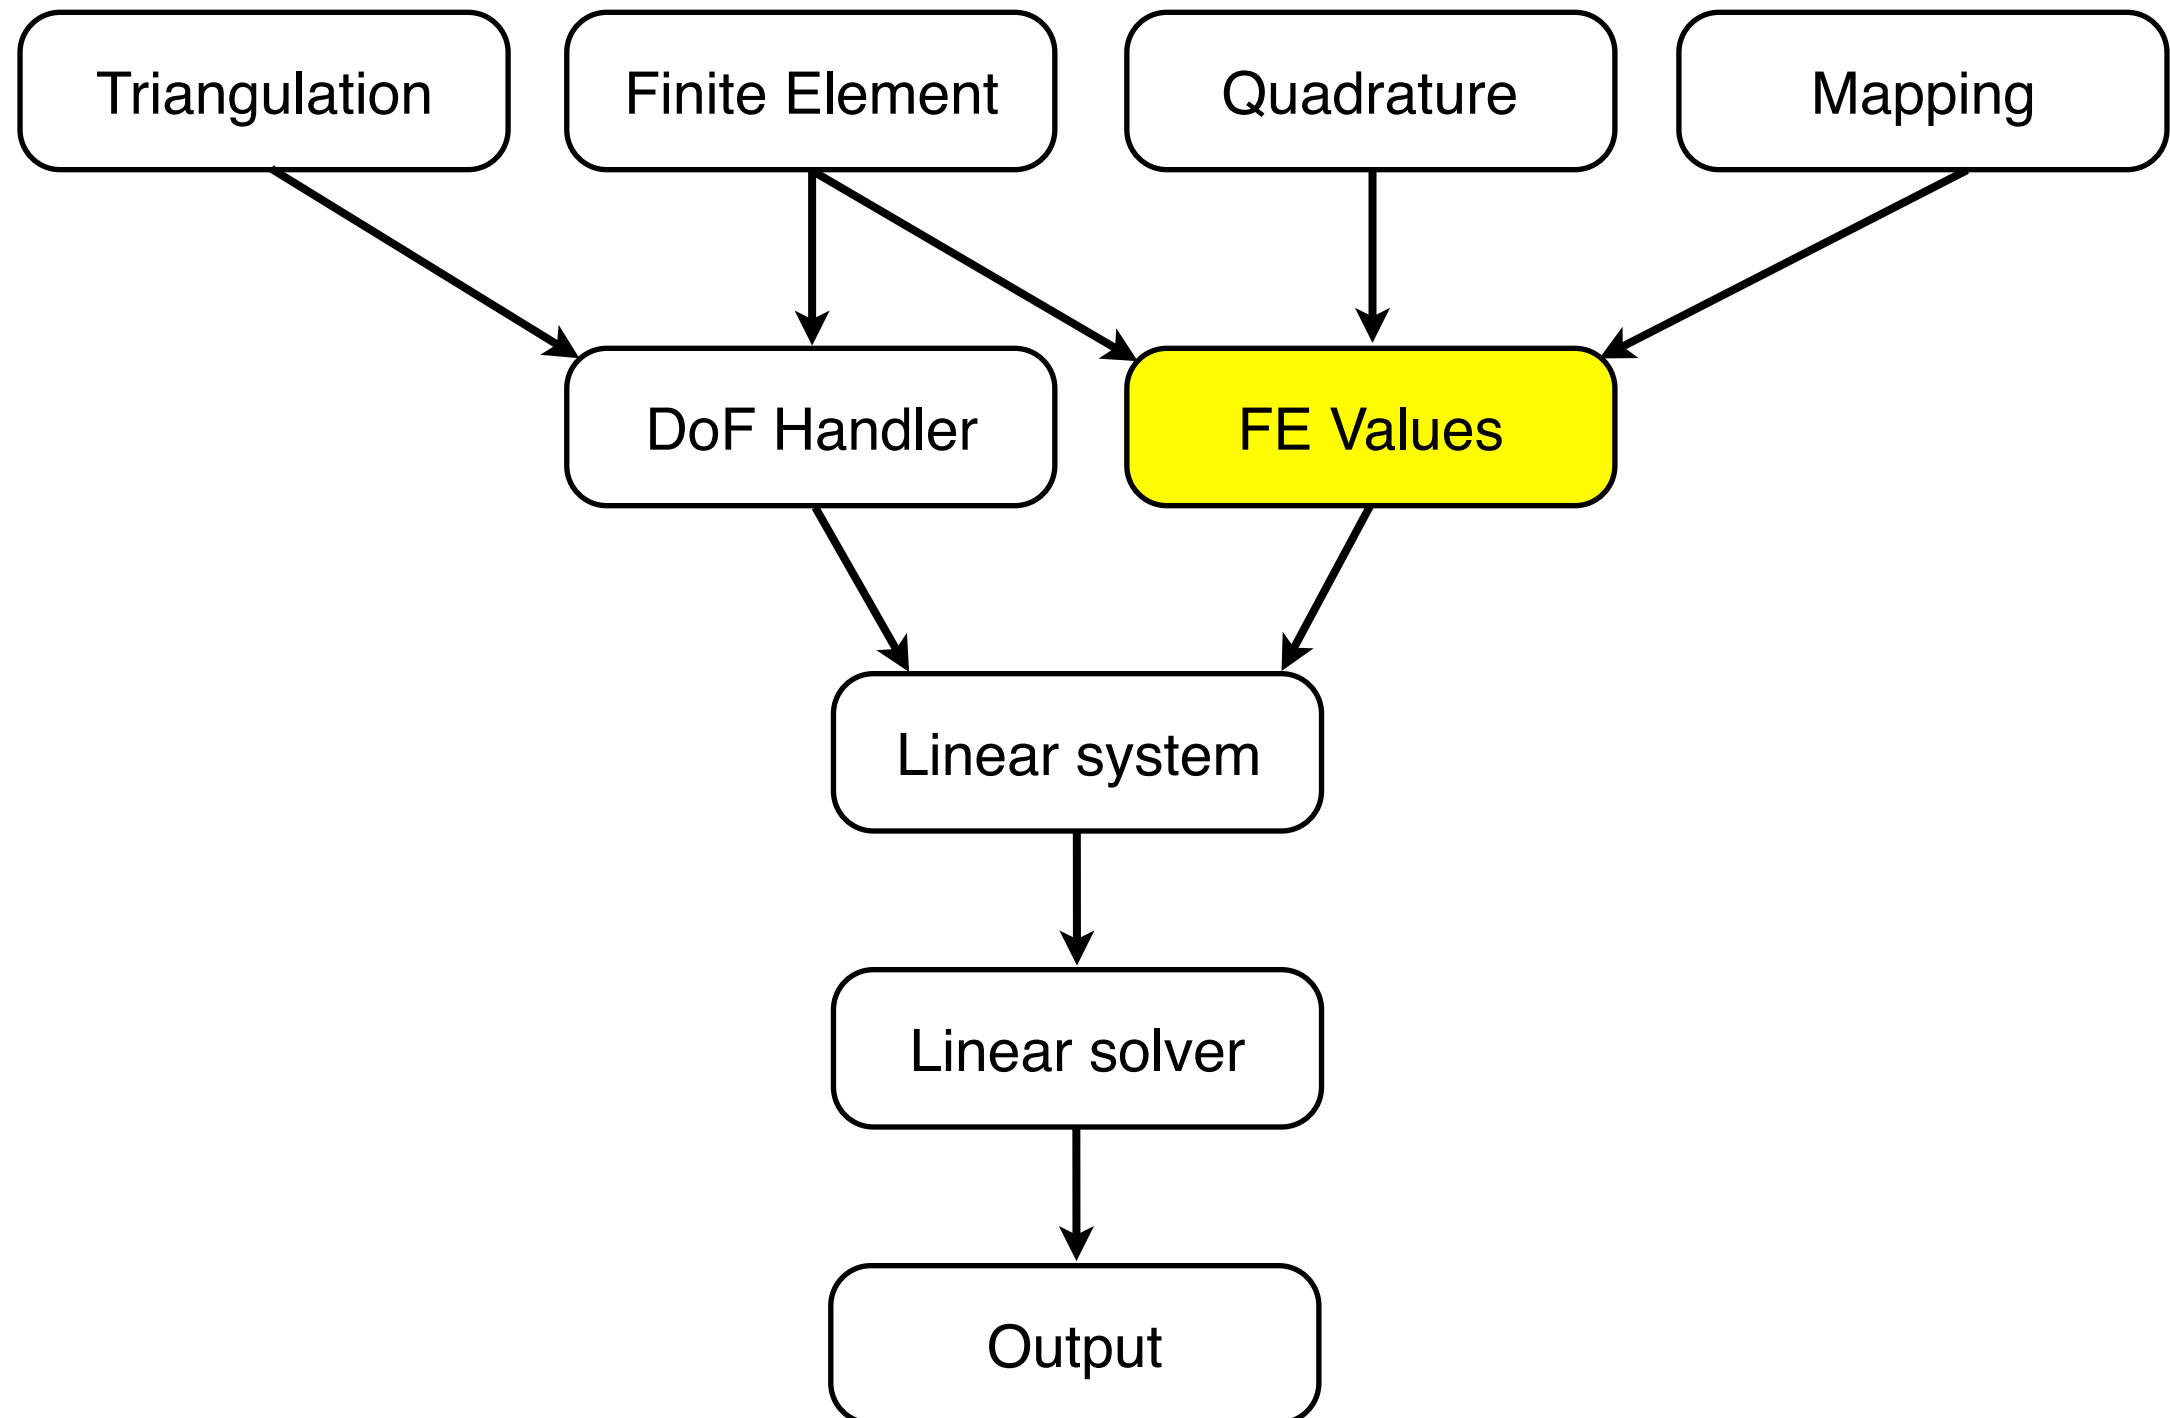 Triangulation
Finite Element
Quadrature
Mapping
DoF Handler
FE Values
Linear system
Linear solver
Output